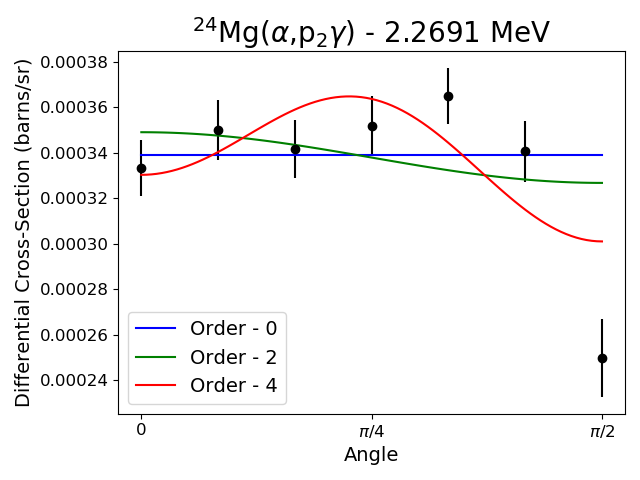 ²⁴Mg(α,p₂γ) - 2.2691 MeV
Differential Cross-Section (barns/sr)
0.00038
0.00036
0.00034
0.00032
0.00030
0.00028
0.00026
0.00024
Order - 0
Order - 2
Order - 4
0
π/4
π/2
Angle